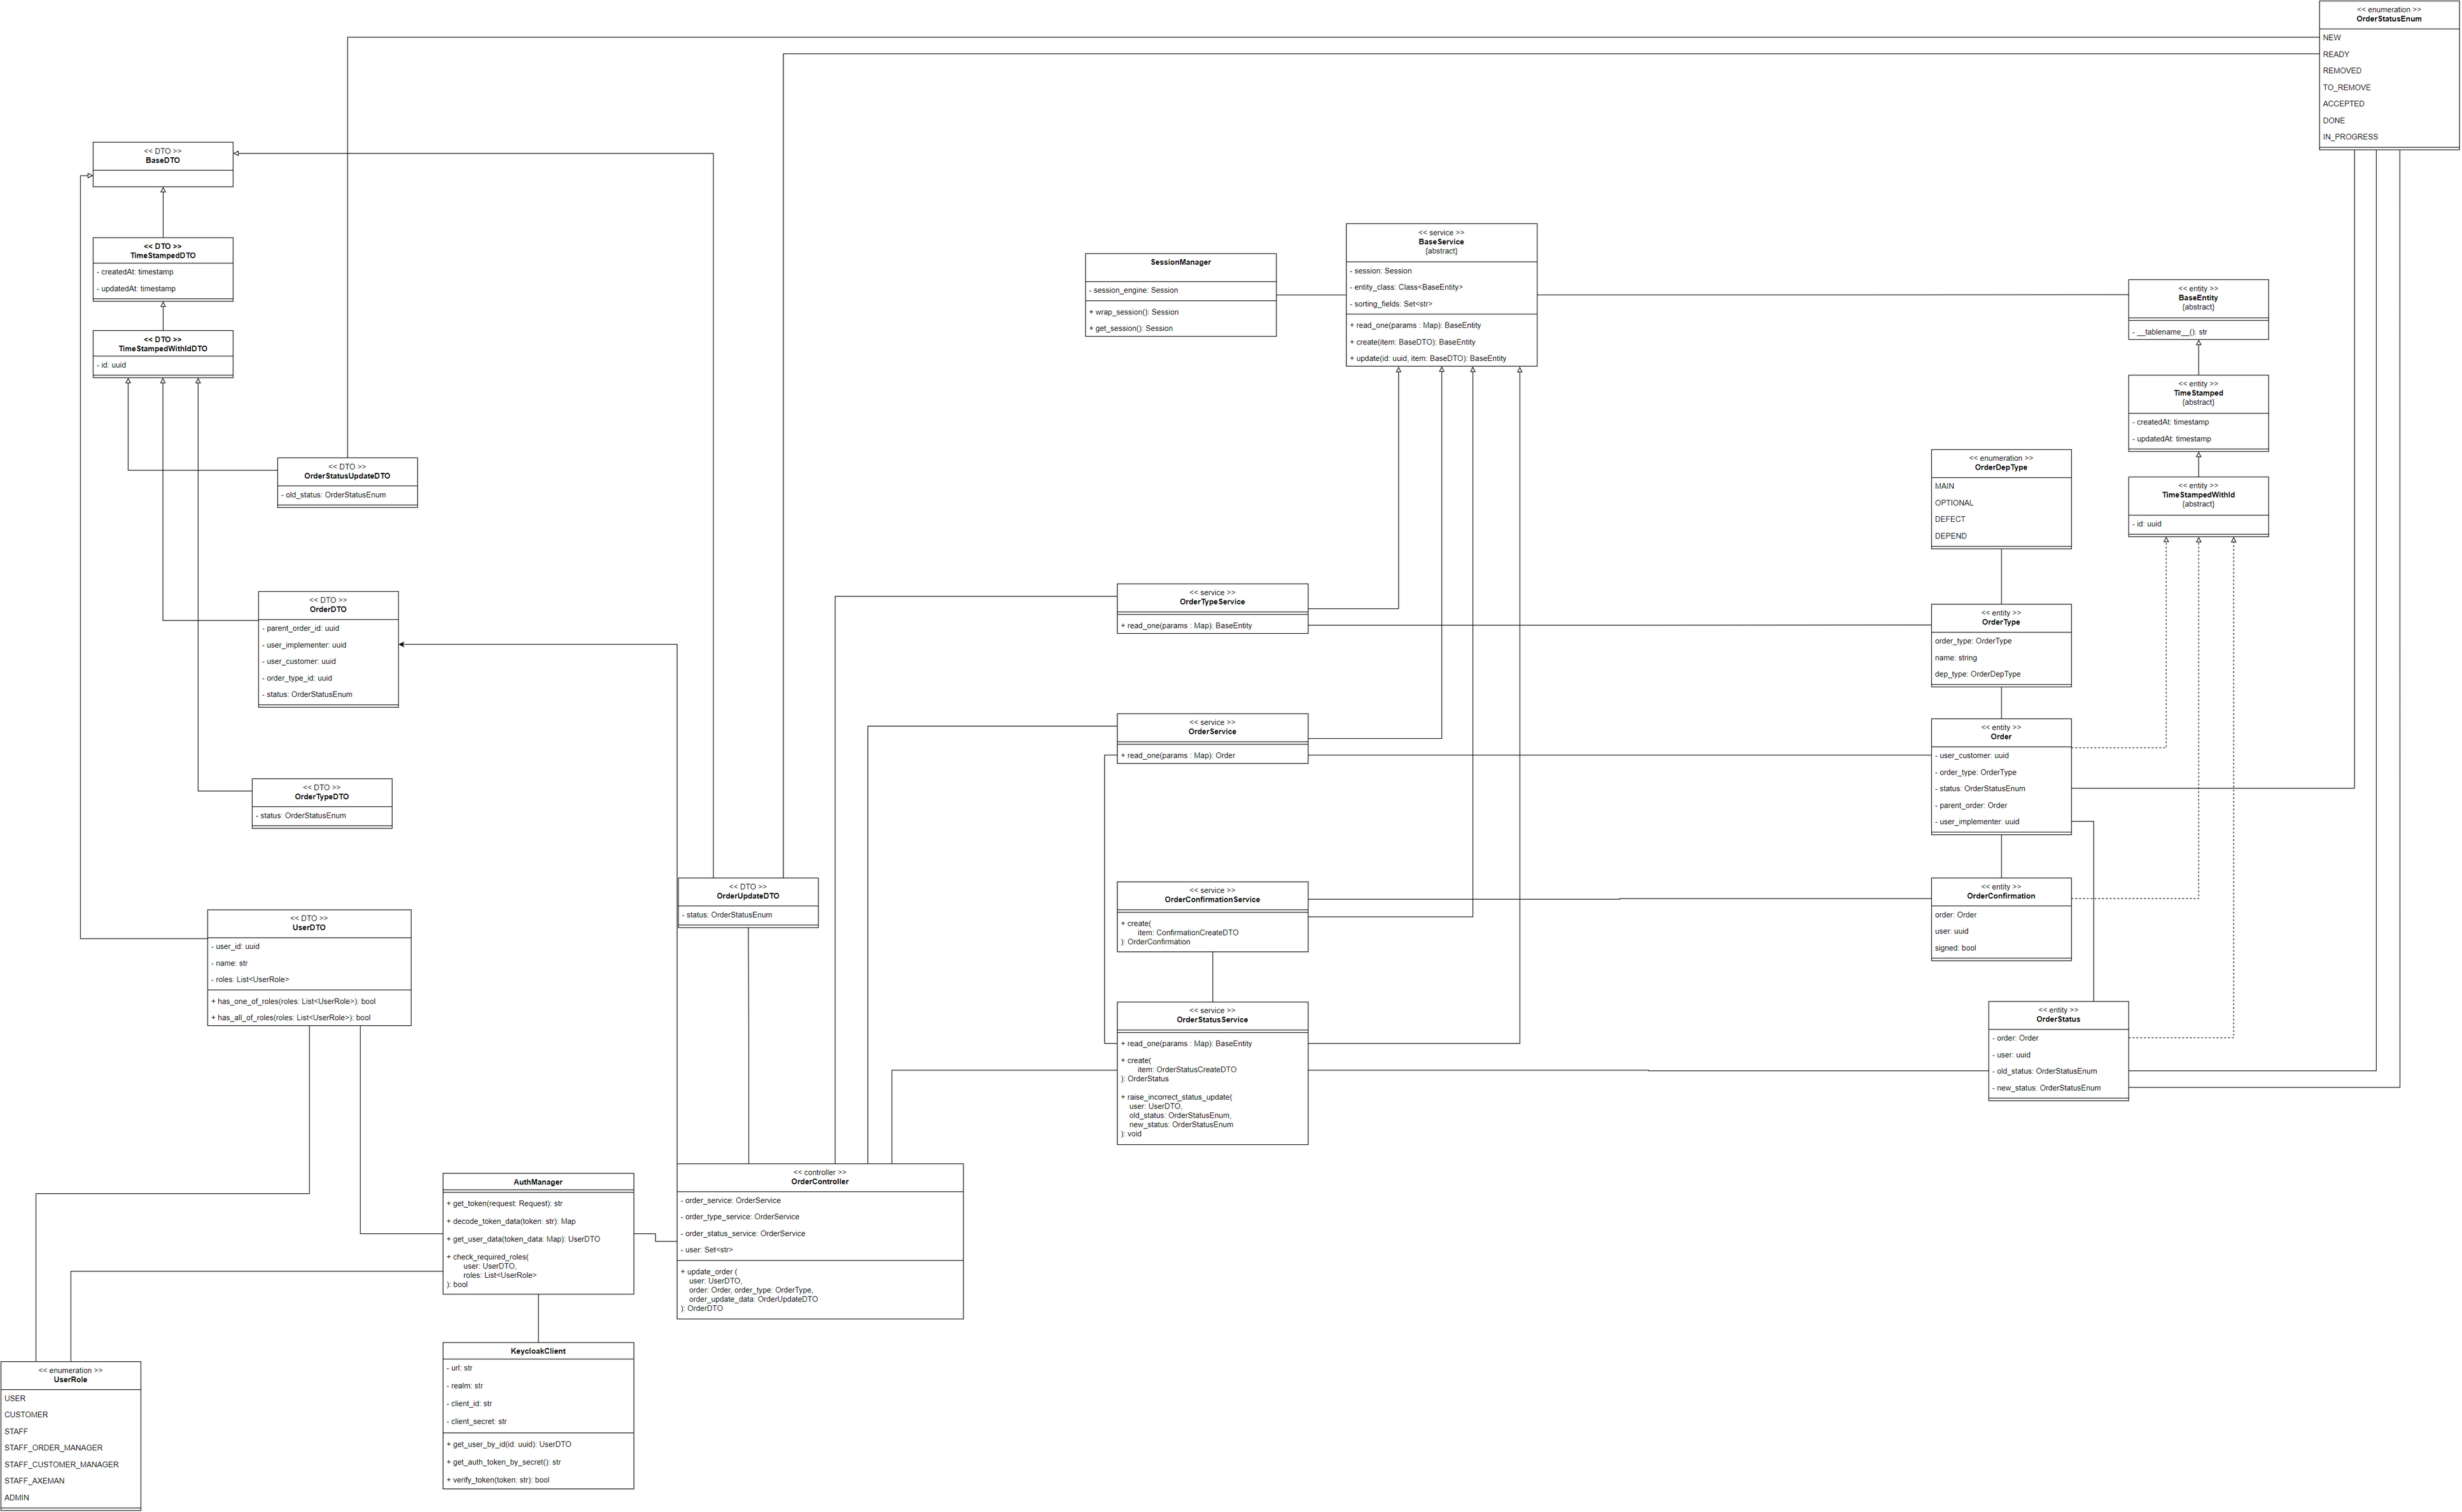 << enumeration >>
OrderStatusEnum
NEW
READY
REMOVED
TO_REMOVE
ACCEPTED
DONE
IN_PROGRESS
<< DTO >>
BaseDTO
<< DTO >>
TimeStampedDTO
- createdAt: timestamp
- updatedAt: timestamp
<< DTO >>
TimeStampedWithIdDTO
- id: uuid
<< DTO >>
OrderStatusUpdateDTO
- old_status: OrderStatusEnum
<< DTO >>
OrderDTO
- parent_order_id: uuid
- user_implementer: uuid
- user_customer: uuid
- order_type_id: uuid
- status: OrderStatusEnum
<< DTO >>
OrderTypeDTO
- status: OrderStatusEnum
<< DTO >>
UserDTO
- user_id: uuid
- name: str
- roles: List<UserRole>
+ has_one_of_roles(roles: List<UserRole>): bool
+ has_all_of_roles(roles: List<UserRole>): bool
<< DTO >>
OrderUpdateDTO
- status: OrderStatusEnum
SessionManager
- session_engine: Session
+ wrap_session(): Session
+ get_session(): Session
<< service >>
BaseService
{abstract}
- session: Session
- entity_class: Class<BaseEntity>
- sorting_fields: Set<str>
+ read_one(params : Map): BaseEntity
+ create(item: BaseDTO): BaseEntity
+ update(id: uuid, item: BaseDTO): BaseEntity
<< entity >>
BaseEntity
{abstract}
- __tablename__(): str
<< entity >>
TimeStamped
{abstract}
- createdAt: timestamp
- updatedAt: timestamp
<< entity >>
TimeStampedWithId
{abstract}
- id: uuid
<< enumeration >>
OrderDepType
MAIN
OPTIONAL
DEFECT
DEPEND
<< service >>
OrderTypeService
+ read_one(params : Map): BaseEntity
<< entity >>
OrderType
order_type: OrderType
name: string
dep_type: OrderDepType
<< service >>
OrderService
+ read_one(params : Map): Order
<< entity >>
Order
- user_customer: uuid
- order_type: OrderType
- status: OrderStatusEnum
- parent_order: Order
- user_implementer: uuid
<< service >>
OrderConfirmationService
+ create(
item: ConfirmationCreateDTO
): OrderConfirmation
<< entity >>
OrderConfirmation
order: Order
user: uuid
signed: bool
<< service >>
OrderStatusService
+ read_one(params : Map): BaseEntity
+ create(
item: OrderStatusCreateDTO
): OrderStatus
+ raise_incorrect_status_update(
user: UserDTO,
old_status: OrderStatusEnum,
new_status: OrderStatusEnum
): void
<< entity >>
OrderStatus
- order: Order
- user: uuid
- old_status: OrderStatusEnum
- new_status: OrderStatusEnum
AuthManager
+ get_token(request: Request): str
+ decode_token_data(token: str): Map
+ get_user_data(token_data: Map): UserDTO
+ check_required_roles(
user: UserDTO,
roles: List<UserRole>
): bool
<< controller >>
OrderController
- order_service: OrderService
- order_type_service: OrderService
- order_status_service: OrderService
- user: Set<str>
+ update_order (
user: UserDTO,
order: Order, order_type: OrderType,
order_update_data: OrderUpdateDTO
): OrderDTO
KeycloakClient
- url: str
- realm: str
- client_id: str
- client_secret: str
+ get_user_by_id(id: uuid): UserDTO
+ get_auth_token_by_secret(): str
+ verify_token(token: str): bool
<< enumeration >>
UserRole
USER
CUSTOMER
STAFF
STAFF_ORDER_MANAGER
STAFF_CUSTOMER_MANAGER
STAFF_AXEMAN
ADMIN